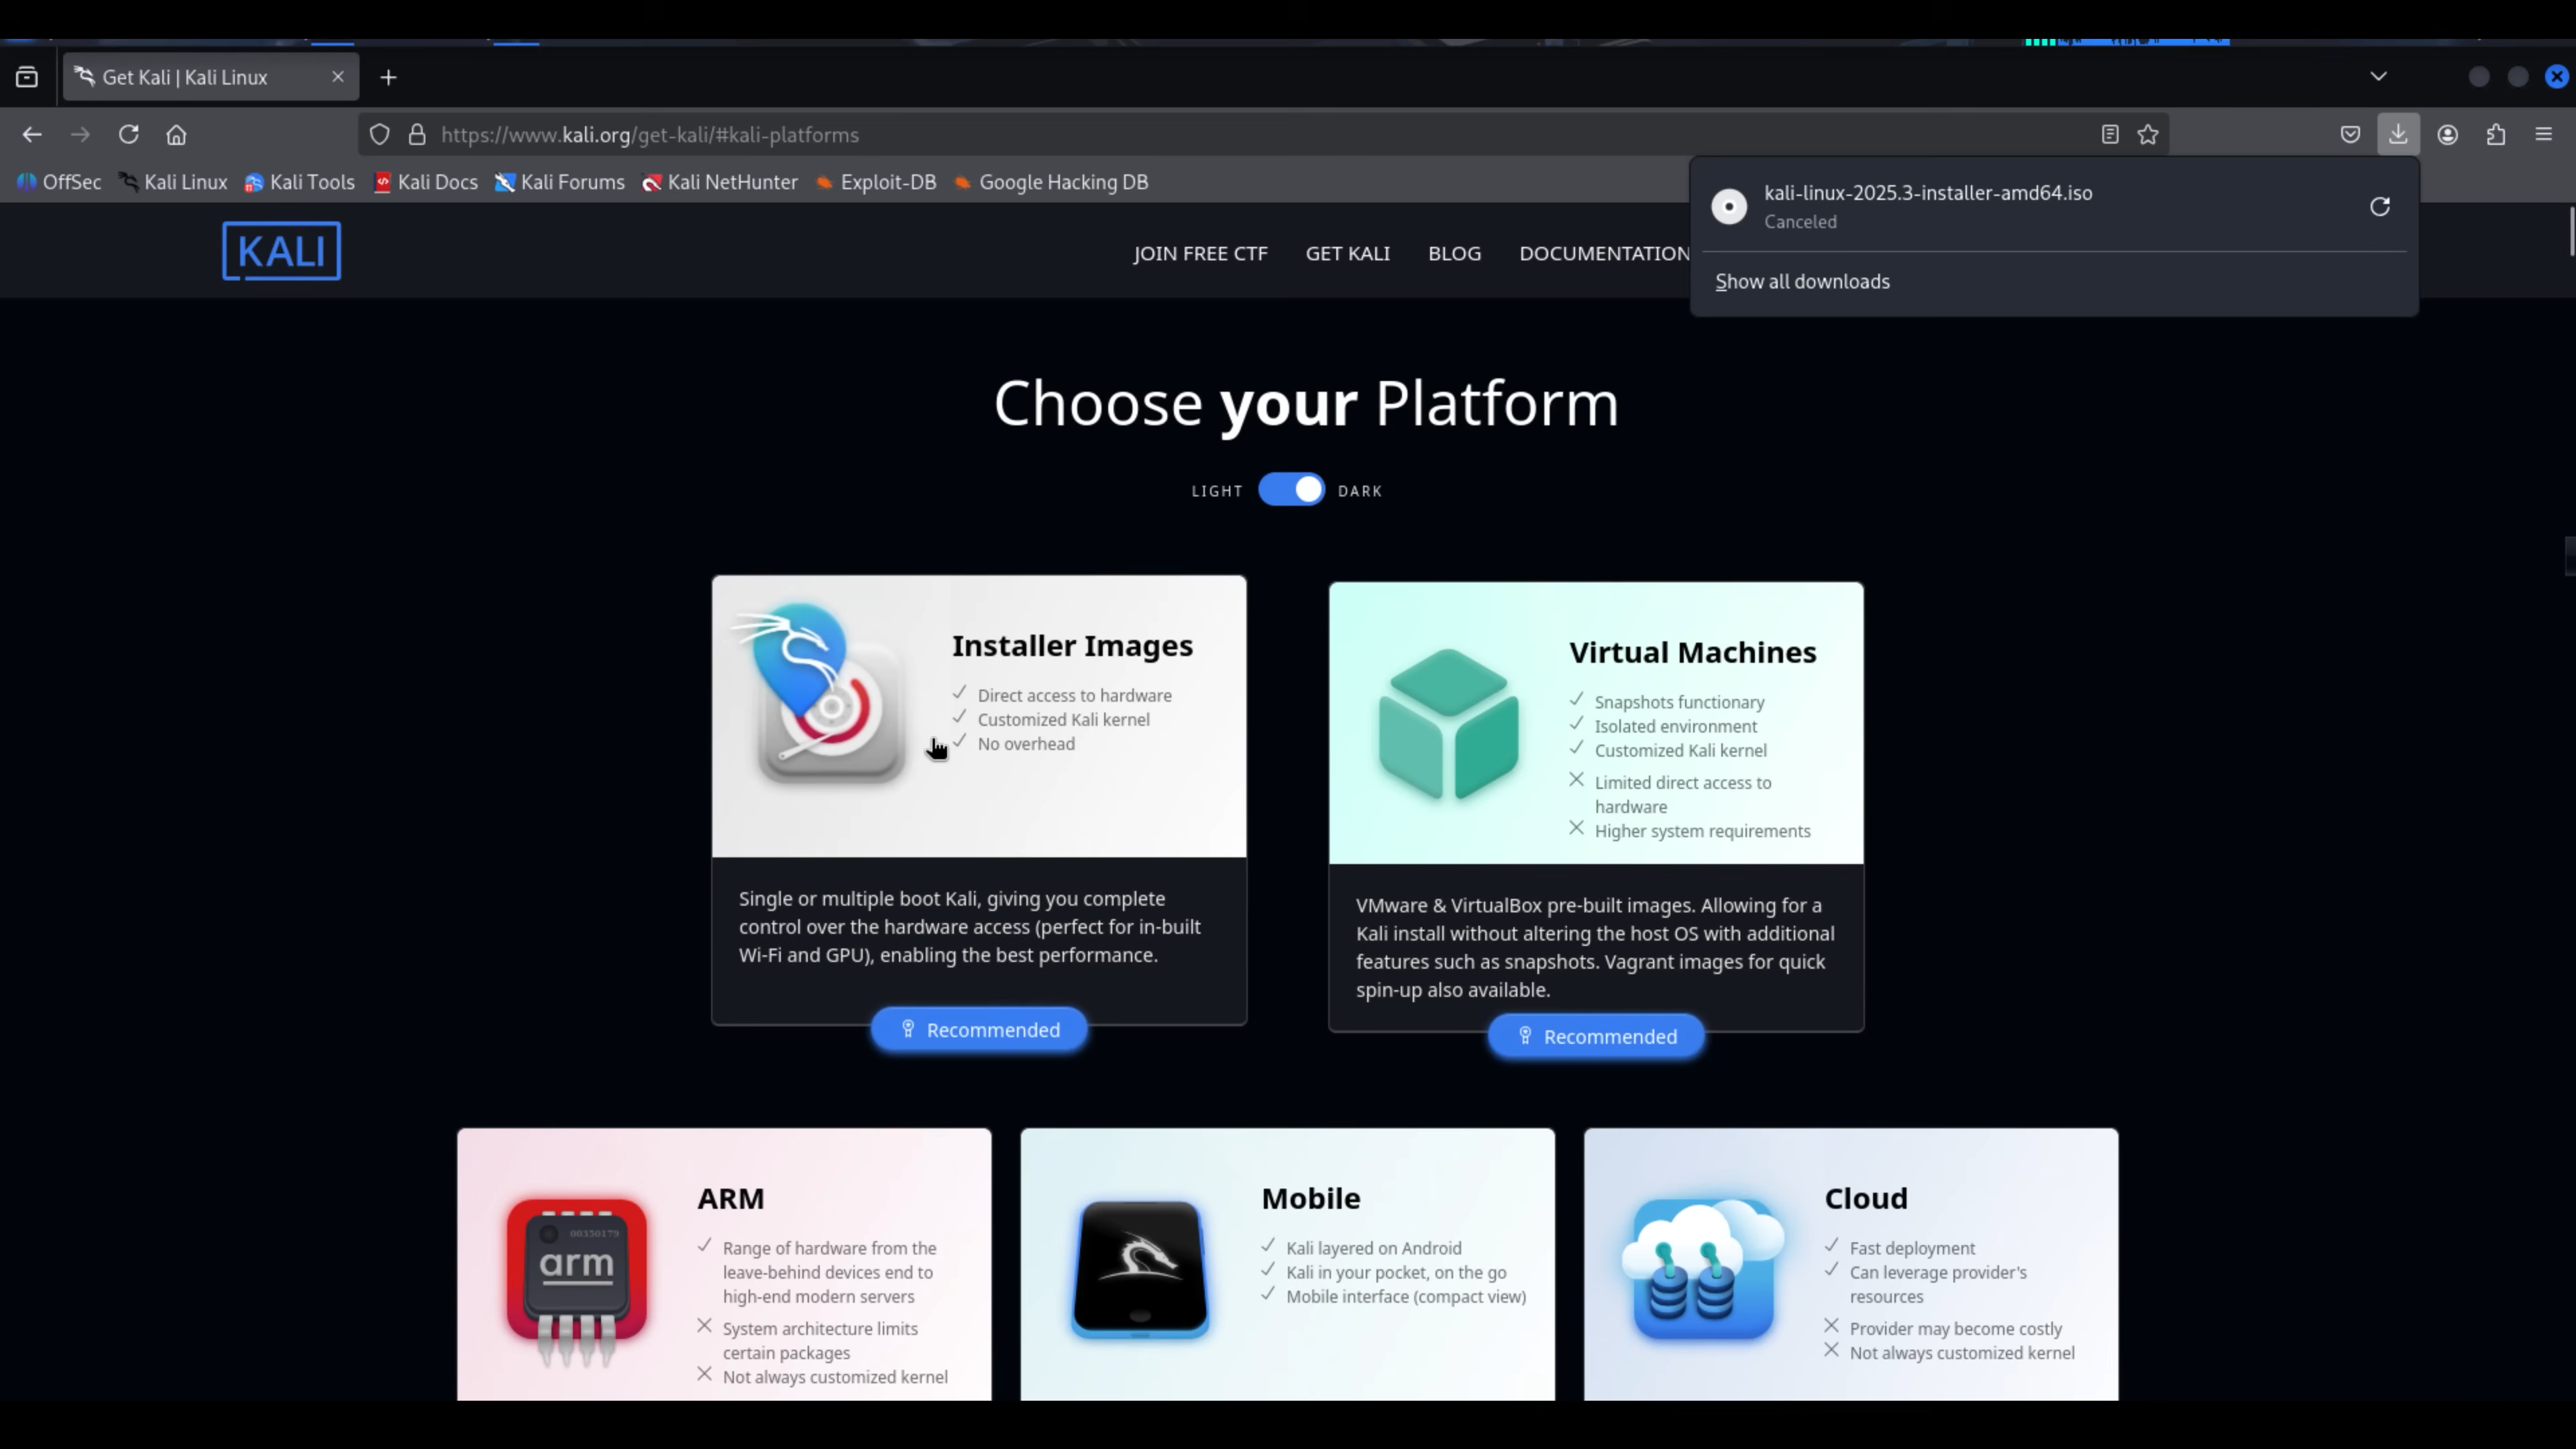 Get Kali | Kali Linux
https://www.kali.org/get-kali/#kali-platforms
OffSec
Kali Linux
Kali Tools
Kali Docs
Kali Forums
Kali NetHunter
Exploit-DB
Google Hacking DB
kali-linux-2025.3-installer-amd64.iso
Canceled
Show all downloads
KALI
JOIN FREE CTF
GET KALI
BLOG
DOCUMENTATION
Choose your Platform
LIGHT
DARK
Installer Images
Direct access to hardware
Customized Kali kernel
No overhead
Single or multiple boot Kali, giving you complete
control over the hardware access (perfect for in-built
Wi-Fi and GPU), enabling the best performance.
Recommended
Virtual Machines
Snapshots functionary
Isolated environment
Customized Kali kernel
Limited direct access to
hardware
Higher system requirements
VMware & VirtualBox pre-built images. Allowing for a
Kali install without altering the host OS with additional
features such as snapshots. Vagrant images for quick
spin-up also available.
Recommended
00350179
arm
ARM
Range of hardware from the
leave-behind devices end to
high-end modern servers
System architecture limits
certain packages
Not always customized kernel
Mobile
Kali layered on Android
Kali in your pocket, on the go
Mobile interface (compact view)
Cloud
Fast deployment
Can leverage provider's
resources
Provider may become costly
Not always customized kernel